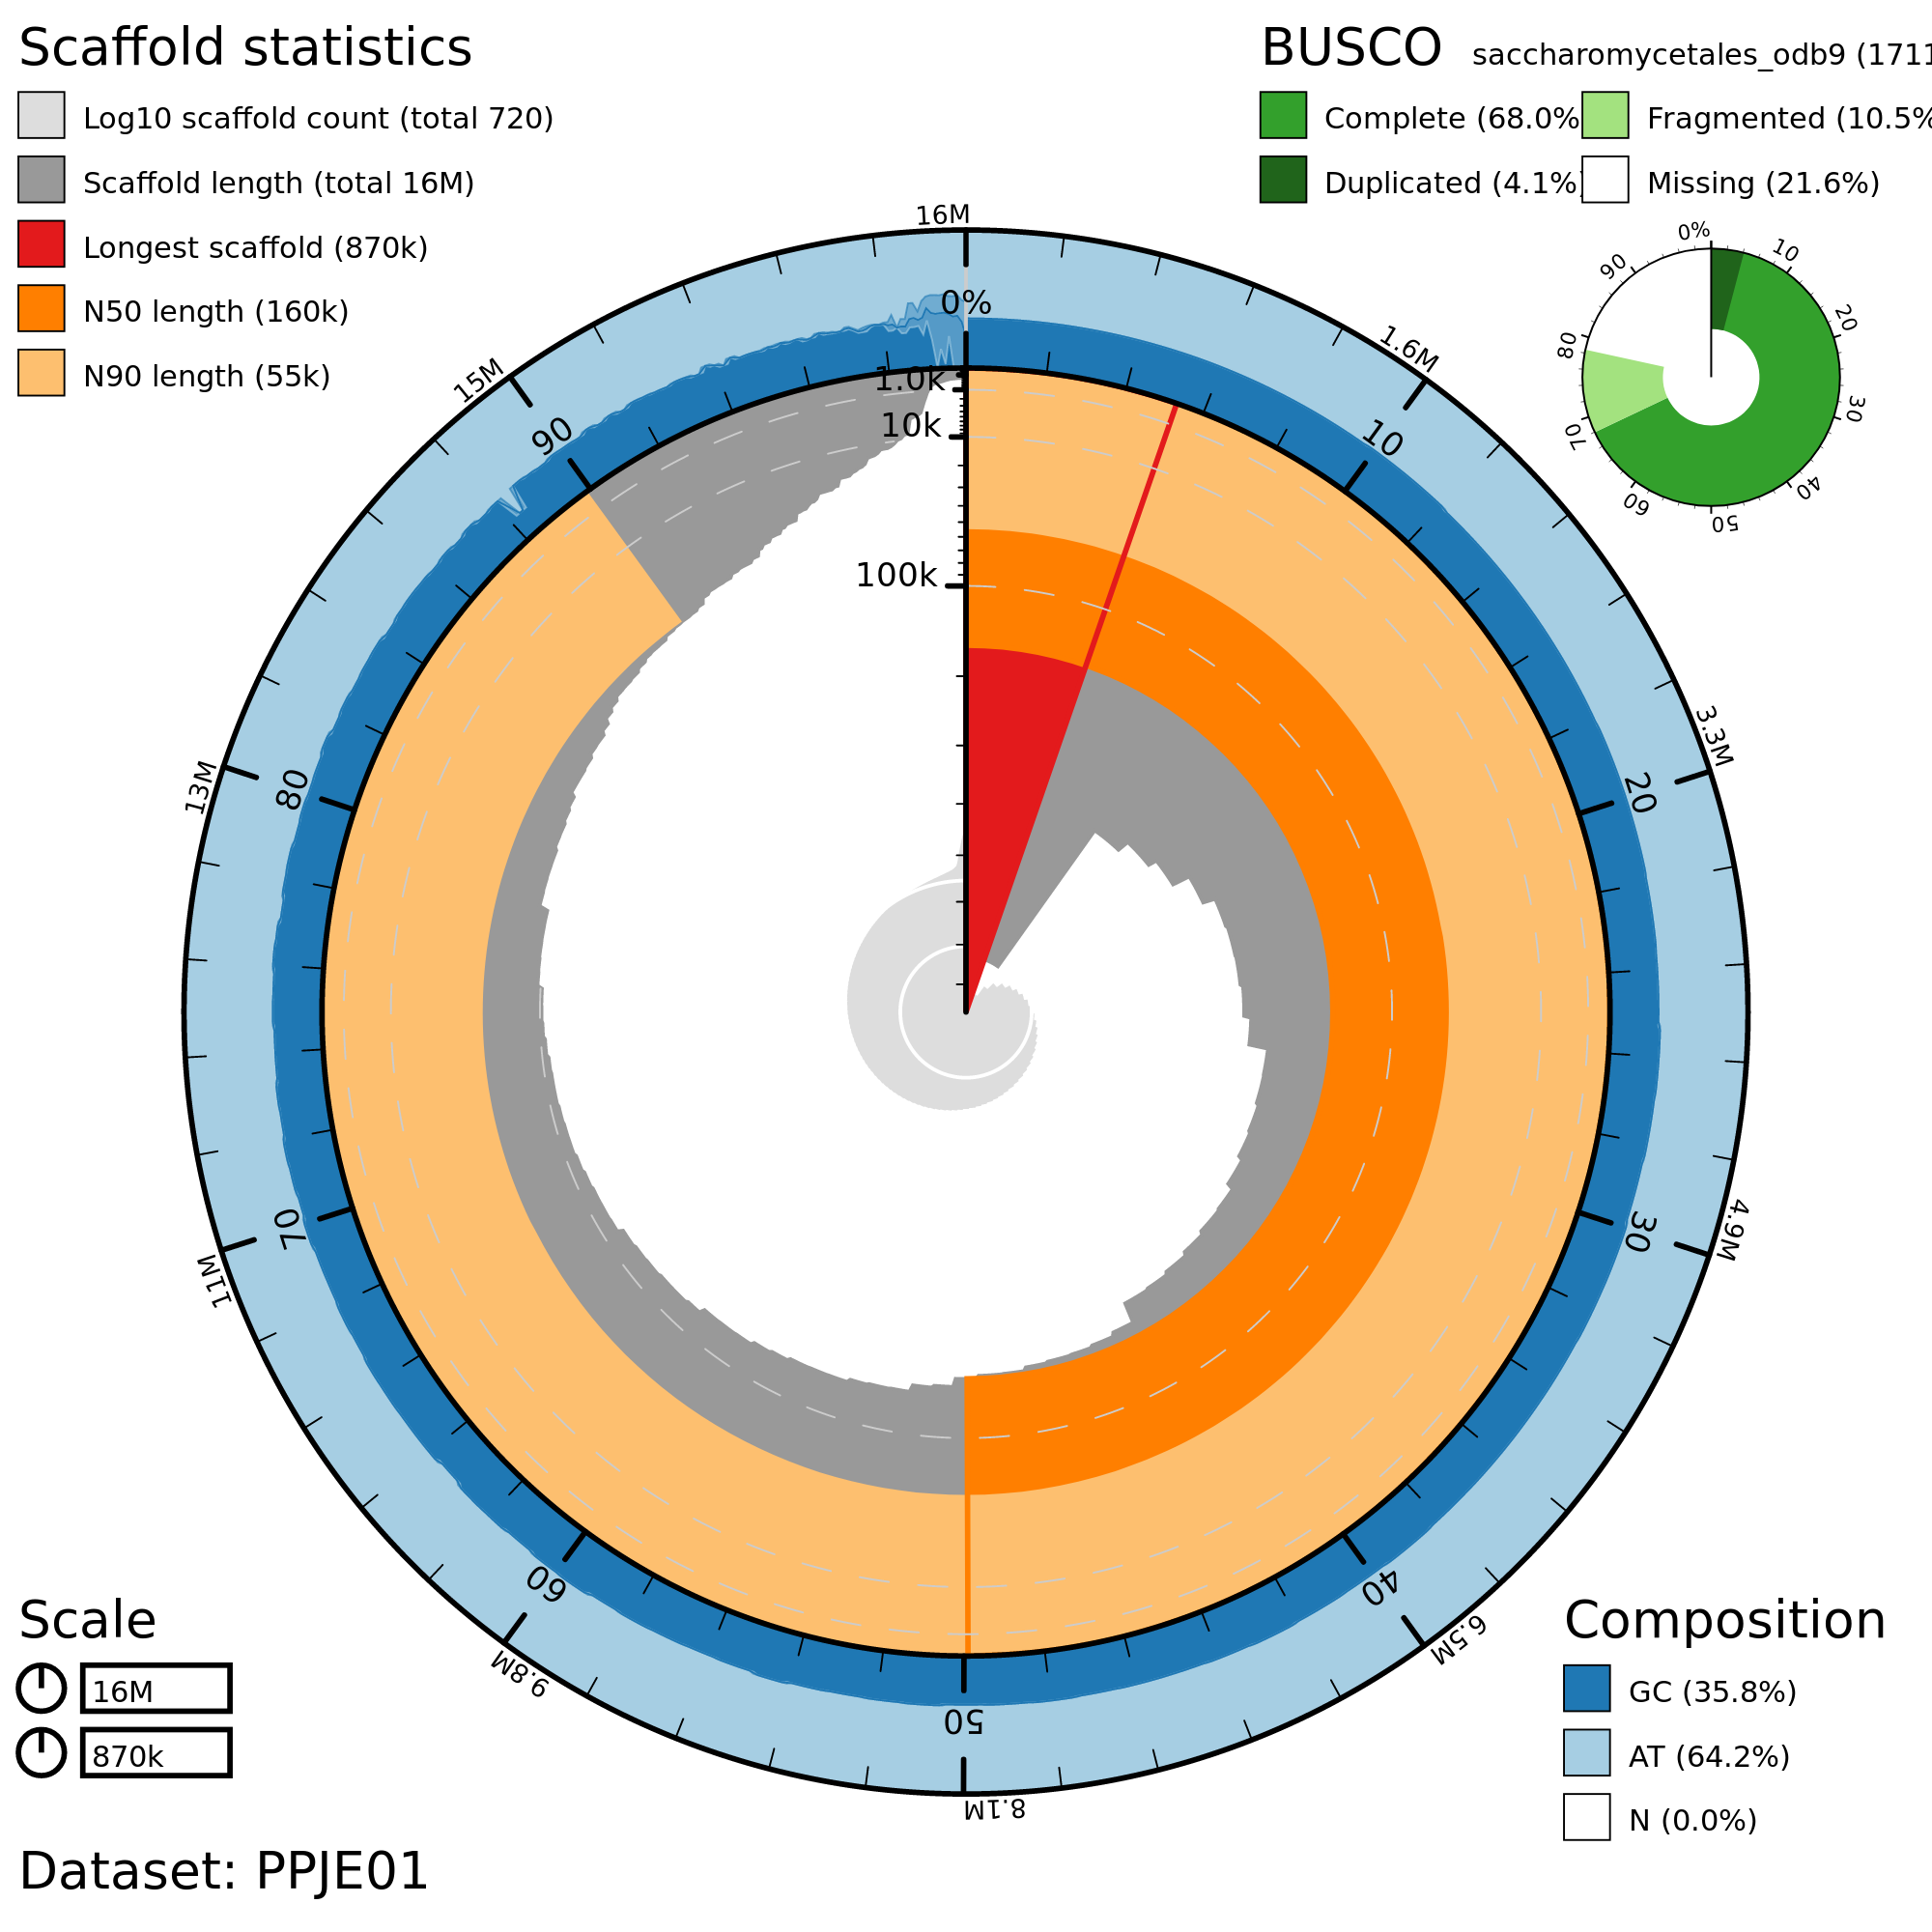 Scaffold statistics
Log10 scaffold count (total 720)
Scaffold length (total 16M)
Longest scaffold (870k)
N50 length (160k)
N90 length (55k)
BUSCO saccharomycetales_odb9 (1711
Complete (68.0%
Fragmented (10.5%
Duplicated (4.1%)
Missing (21.6%)
0%
10
20
30
40
50
60
70
80
90
16M
1.6M
3.3M
4.9M
6.5M
8.1M
9.8M
11M
13M
15M
0%
10
20
30
40
50
60
70
80
90
1.0k
10k
100k
Scale
16M
870k
Composition
GC (35.8%)
AT (64.2%)
N (0.0%)
Dataset: PPJE01